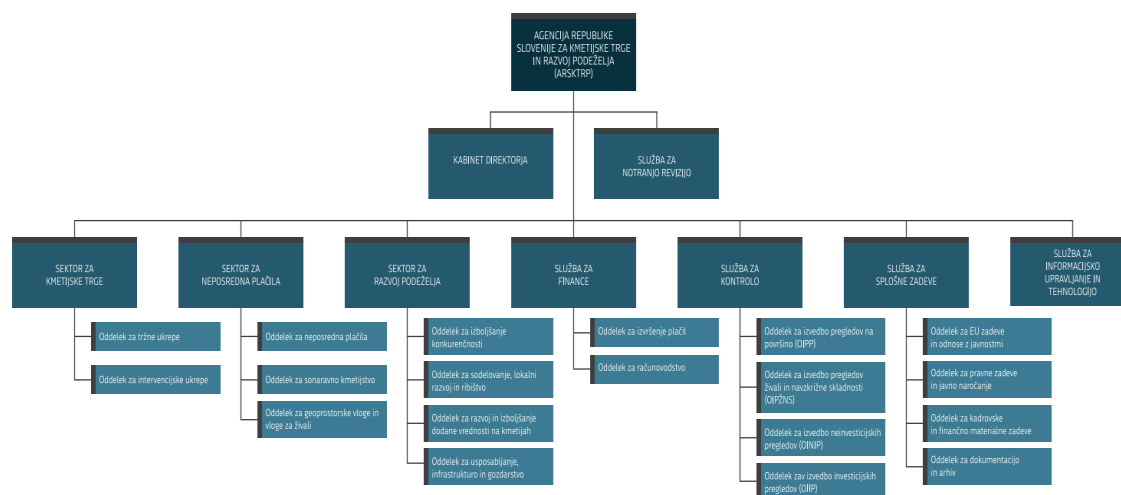 AGENCIJA REPUBLIKE
SLOVENIJE ZA KMETIJSKE TRGE
IN RAZVOJ PODEŽELJA
(ARSKTRP)
KABINET DIREKTORJA
SLUŽBA ZA
NOTRANJO REVIZIJO
SEKTOR ZA
KMETIJSKE TRGE
Oddelek za tržne ukrepe
Oddelek za intervencijske ukrepe
SEKTOR ZA
NEPOSREDNA PLAČILA
Oddelek za neposredna plačila
Oddelek za sonaravno kmetijstvo
Oddelek za geoprostorske vloge in
vloge za živali
SEKTOR ZA
RAZVOJ PODEŽELJA
Oddelek za izboljšanje
konkurenčnosti
Oddelek za sodelovanje, lokalni
razvoj in ribištvo
Oddelek za razvoj in izboljšanje
dodane vrednosti na kmetijah
Oddelek za usposabljanje,
infrastrukturo in gozdarstvo
SLUŽBA ZA
FINANCE
Oddelek za izvršenje plačil
Oddelek za računovodstvo
SLUŽBA ZA
KONTROLO
Oddelek za izvedbo pregledov na
površino (OIPP)
Oddelek za izvedbo pregledov
živali in navzkrižne skladnosti
(OIPŽNS)
Oddelek za izvedbo neinvesticijskih
pregledov (OINIP)
Oddelek zav izvedbo investicijskih
pregledov (OIIP)
SLUŽBA ZA
SPLOŠNE ZADEVE
Oddelek za EU zadeve
in odnose z javnostmi
Oddelek za pravne zadeve
in javno naročanje
Oddelek za kadrovske
in finančno materialne zadeve
Oddelek za dokumentacijo
in arhiv
SLUŽBA ZA
INFORMACIJSKO
UPRAVLJANJE IN
TEHNOLOGIJO